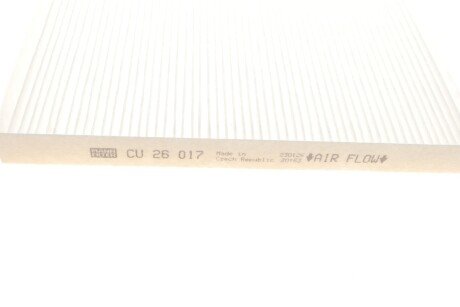 MANN FILTER CU 26 017 Made in Czech Republic ↓AIR FLOW↓